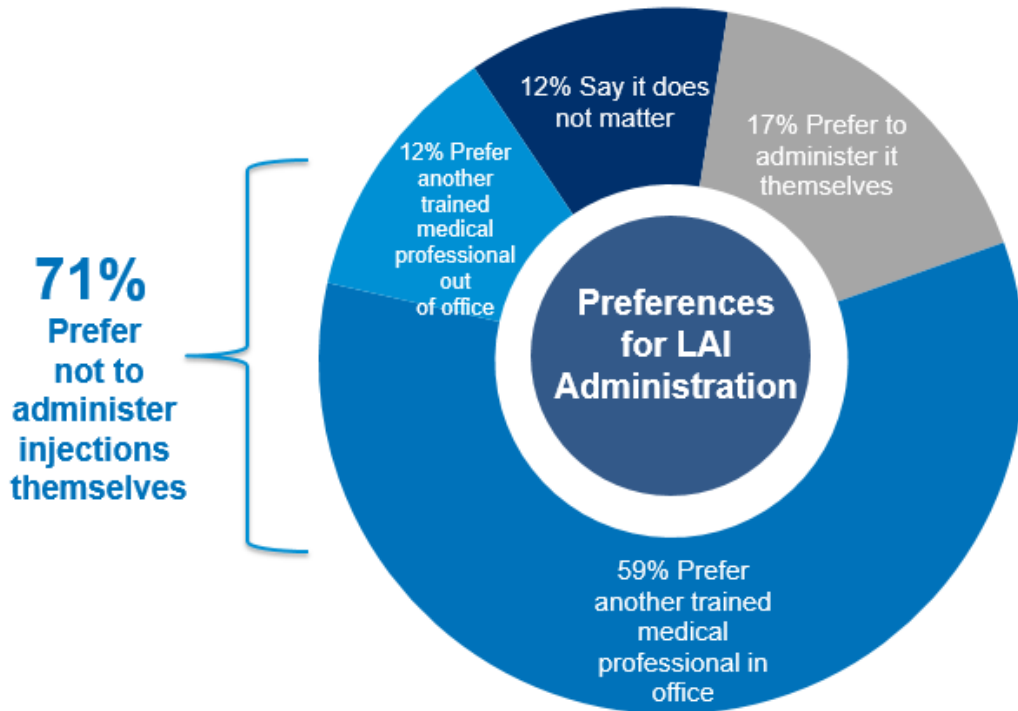 71%
Prefer
not to
administer
injections
themselves
12% Say it does
not matter
17% Prefer to
administer it
themselves
12% Prefer
another
trained
medical
professional
out
of office
Preferences
for LAI
Administration
59% Prefer
another trained
medical
professional in
office